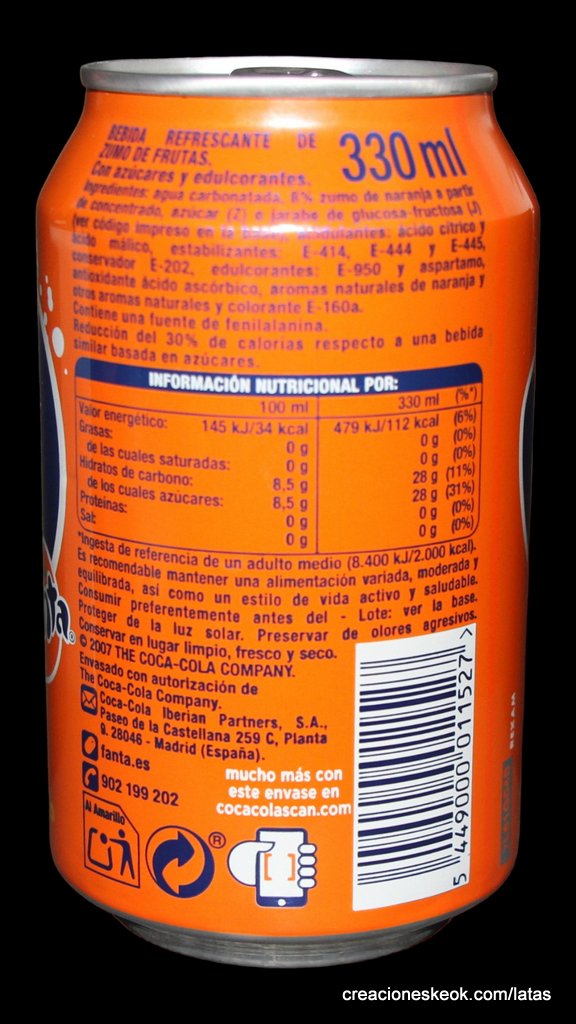 BEBIDA REFRESCANTE DE
ZUMO DE FRUTAS.
330 ml
Con azúcares y edulcorantes.
Ingredientes: agua carbonatada, 8% zumo de naranja a partir
de concentrado, azúcar (Z) o jarabe de glucosa-fructosa (J)
(ver código impreso en la base), acidulantes: ácido cítrico y
ácido málico, estabilizantes: E-414, E-444 y E-445,
conservador E-202, edulcorantes: E-950 y aspartamo,
antioxidante ácido ascórbico, aromas naturales de naranja y
otros aromas naturales y colorante E-160a.
Contiene una fuente de fenilalanina.
Reducción del 30% de calorías respecto a una bebida
similar basada en azúcares.
INFORMACIÓN NUTRICIONAL POR:
100 ml 330 ml (%*)
Valor energético: 145 kJ/34 kcal 479 kJ/112 kcal (6%)
Grasas: 0 g 0 g (0%)
de las cuales saturadas: 0 g 0 g (0%)
Hidratos de carbono: 8,5 g 28 g (11%)
de los cuales azúcares: 8,5 g 28 g (31%)
Proteínas: 0 g 0 g (0%)
Sal: 0 g 0 g (0%)
*Ingesta de referencia de un adulto medio (8.400 kJ/2.000 kcal).
Es recomendable mantener una alimentación variada, moderada y
equilibrada, así como un estilo de vida activo y saludable.
Consumir preferentemente antes del - Lote: ver la base.
Proteger de la luz solar. Preservar de olores agresivos.
Conservar en lugar limpio, fresco y seco.
© 2007 THE COCA-COLA COMPANY.
Envasado con autorización de
The Coca-Cola Company.
Coca-Cola Iberian Partners, S.A.,
Paseo de la Castellana 259 C, Planta
9. 28046 - Madrid (España).
fanta.es
902 199 202
mucho más con
este envase en
cocacolascan.com
Al Amarillo
®
5 449000 011527 >
REXAM
ta®
creacioneskeok.com/latas